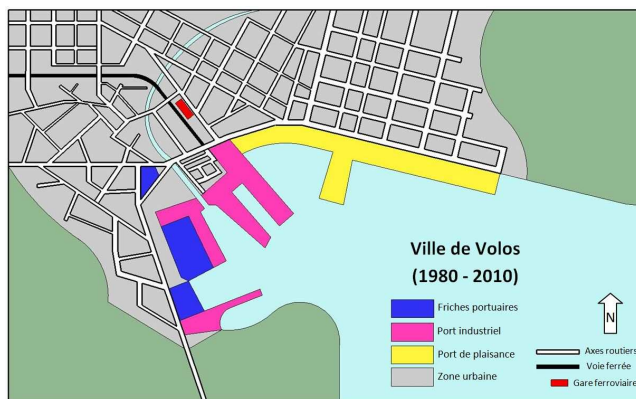 Ville de Volos
(1980 - 2010)
Friches portuaires
Port industriel
Port de plaisance
Zone urbaine
N
Axes routiers
Voie ferrée
Gare ferroviaire